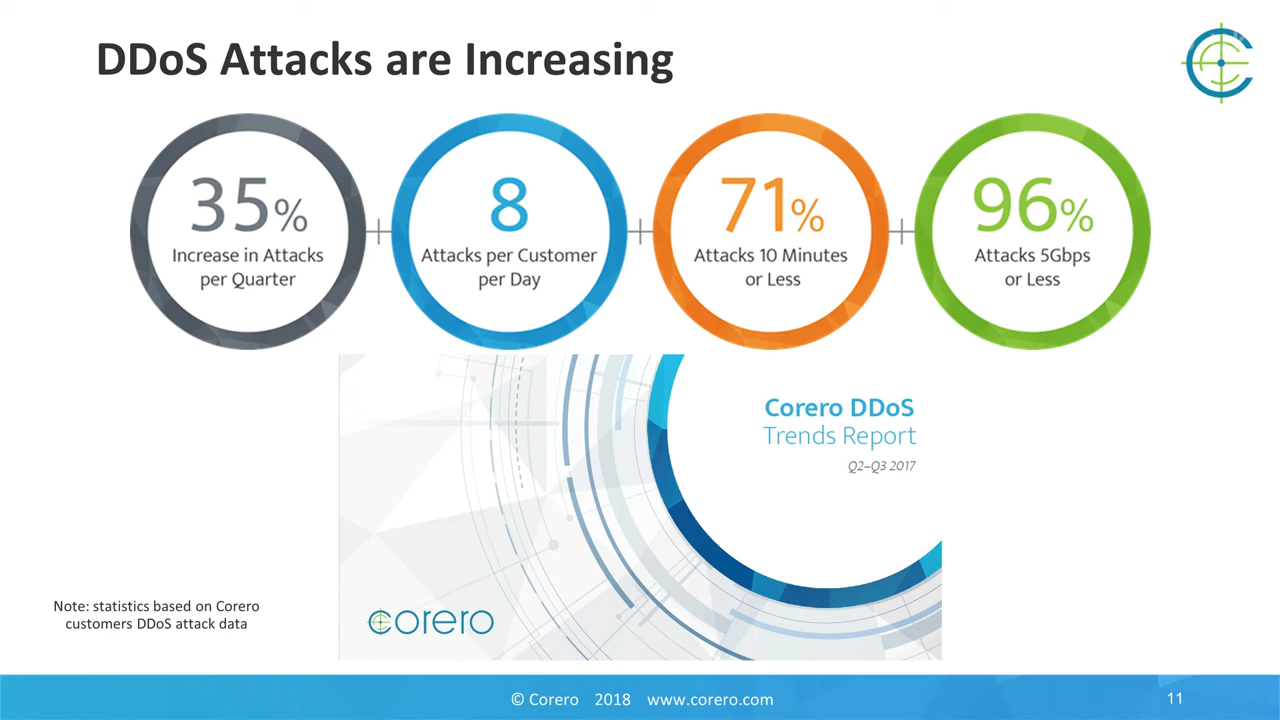 DDoS Attacks are Increasing
35%
Increase in Attacks
per Quarter
8
Attacks per Customer
per Day
71%
Attacks 10 Minutes
or Less
96%
Attacks 5Gbps
or Less
Corero DDoS
Trends Report
Q2–Q3 2017
corero
Note: statistics based on Corero
customers DDoS attack data
© Corero 2018 www.corero.com
11